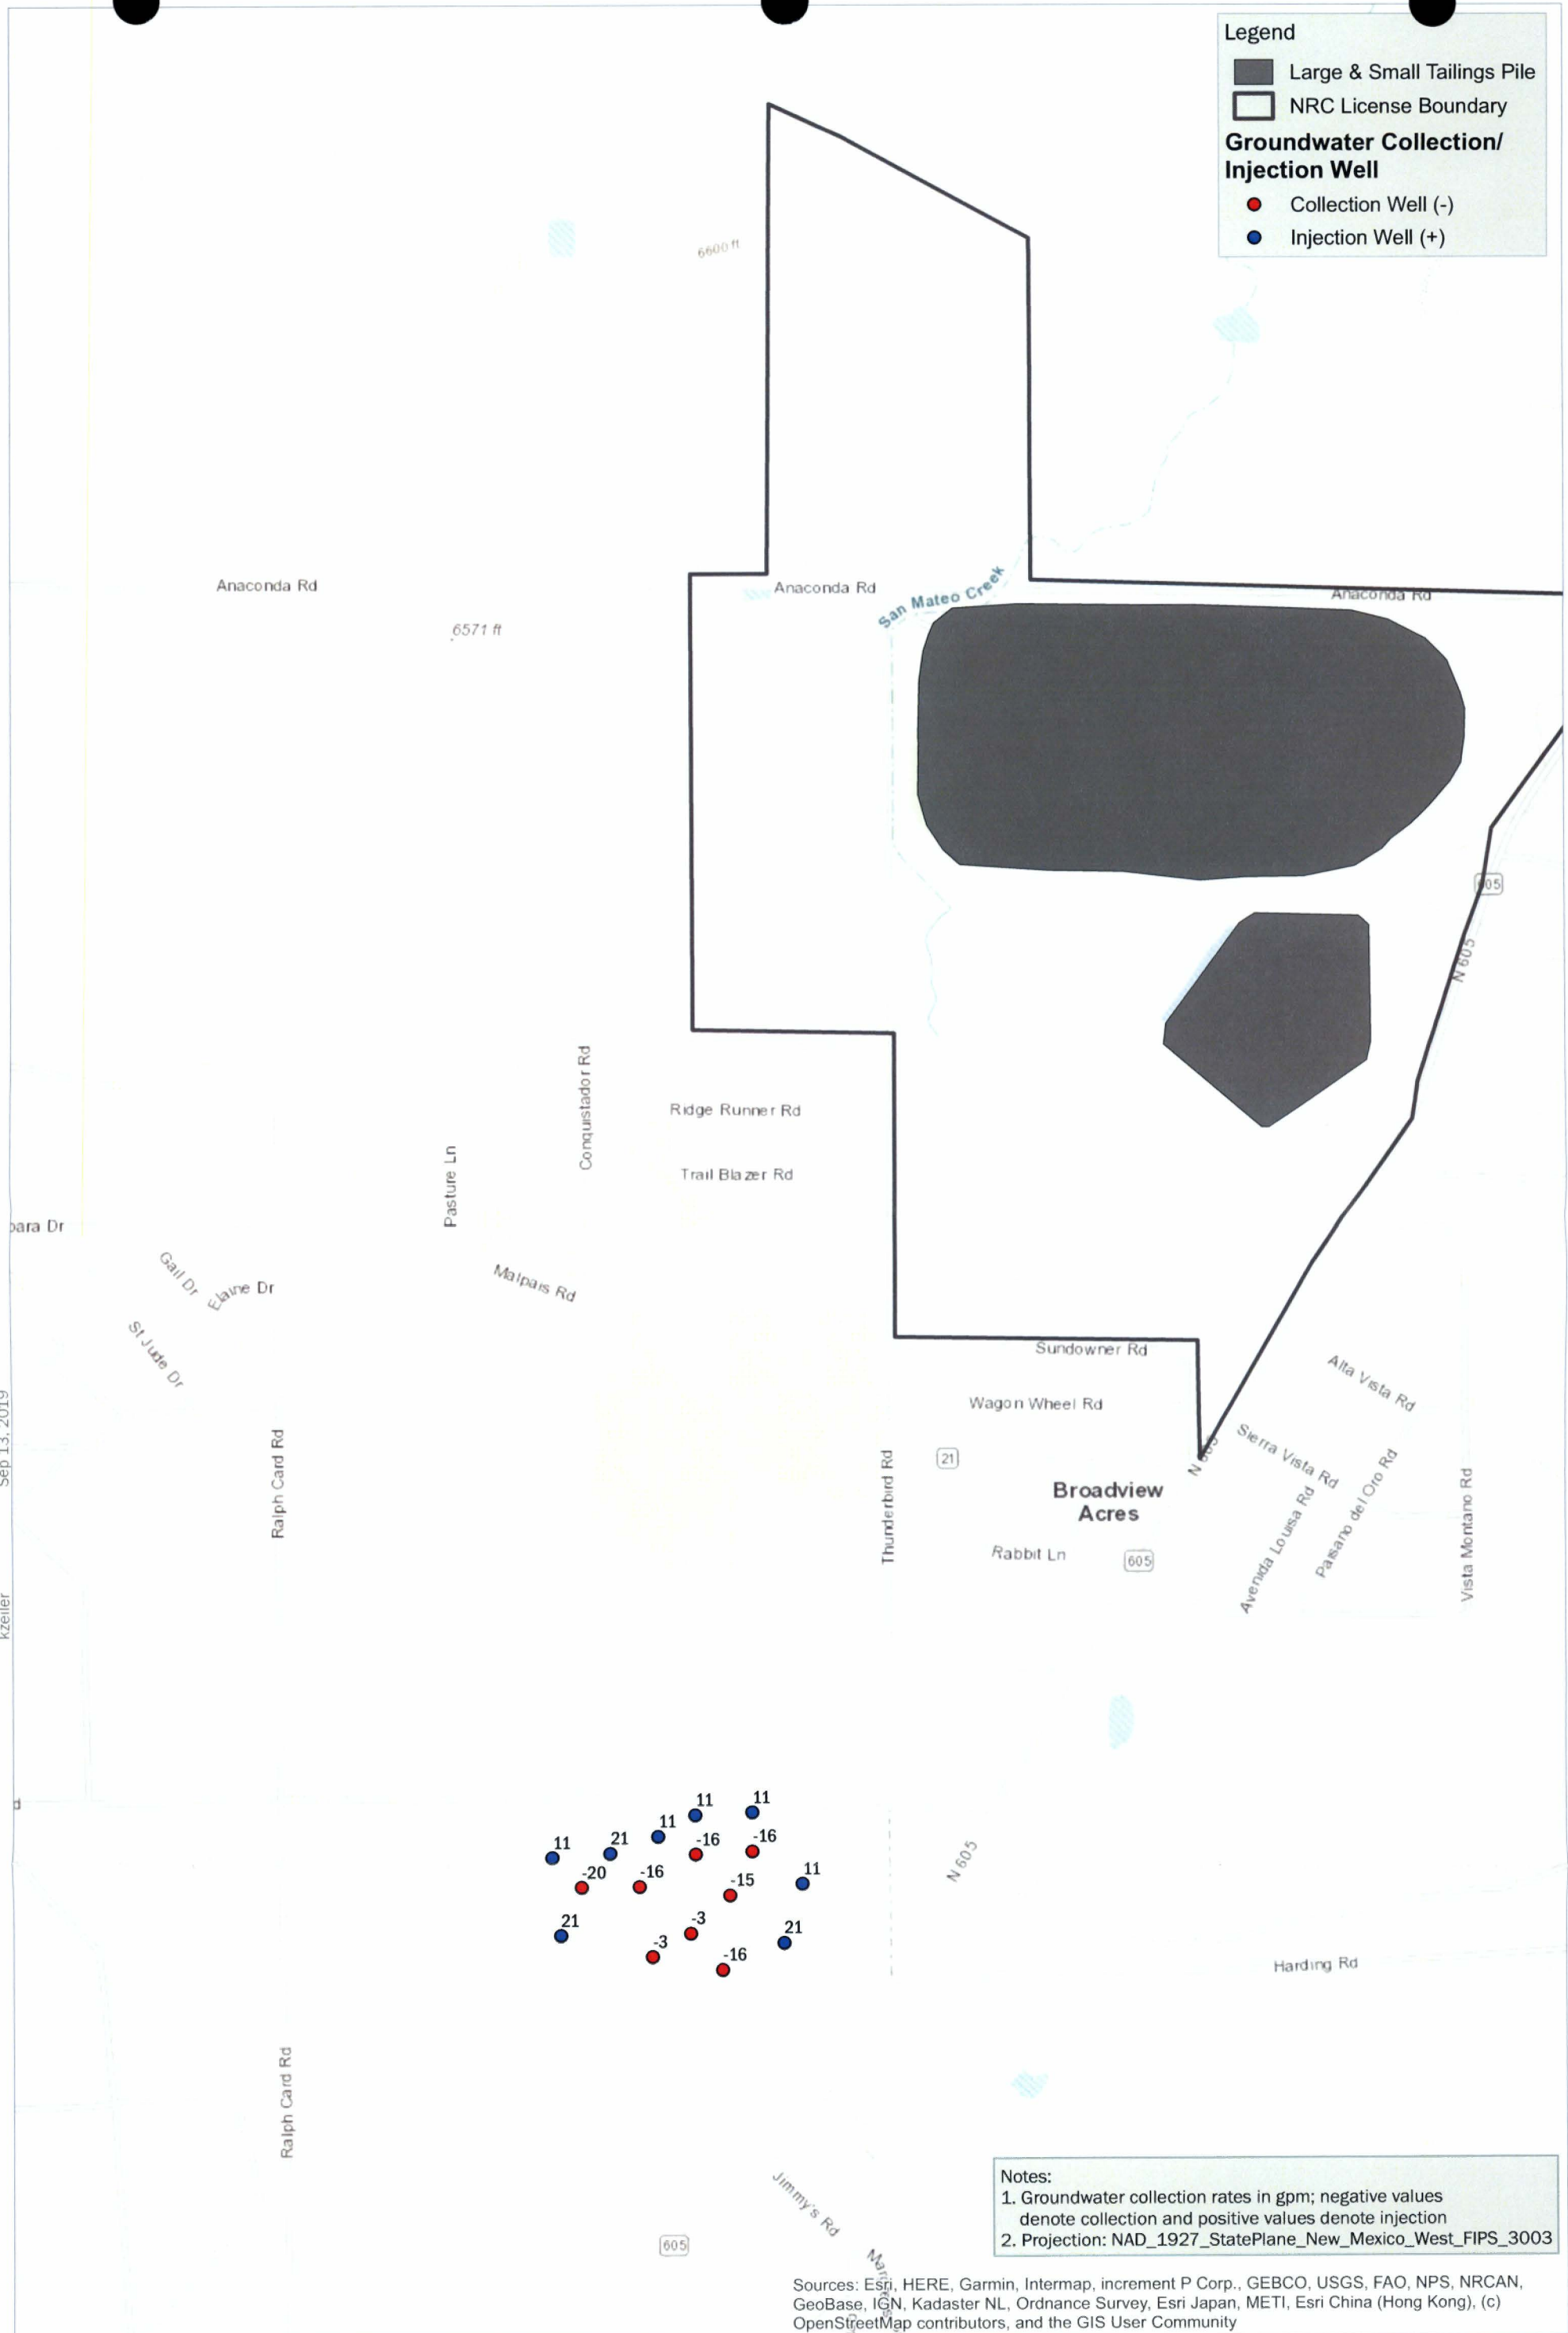 Legend
Large & Small Tailings Pile
NRC License Boundary
Groundwater Collection/
Injection Well
Collection Well (-)
Injection Well (+)
6600 ft
Anaconda Rd
Anaconda Rd
Anaconda Rd
San Mateo Creek
6571 ft
605
N 605
Conquistador Rd
Ridge Runner Rd
Pasture Ln
Trail Blazer Rd
para Dr
Gail Dr
Elaine Dr
Malpais Rd
St Jude Dr
Sundowner Rd
Alta Vista Rd
Wagon Wheel Rd
Sep 13, 2019
Ralph Card Rd
Thunderbird Rd
21
N 605
Sierra Vista Rd
Broadview
Acres
Avenida Louisa Rd
Paisano del Oro Rd
Vista Montano Rd
Rabbit Ln
605
kzeiler
d
11
11
11
21
11
-16
-16
-20
-16
-15
11
21
-3
-3
-16
21
N 605
Harding Rd
Ralph Card Rd
Jimmy's Rd
605
Notes:
1. Groundwater collection rates in gpm; negative values
denote collection and positive values denote injection
2. Projection: NAD_1927_StatePlane_New_Mexico_West_FIPS_3003
Sources: Esri, HERE, Garmin, Intermap, increment P Corp., GEBCO, USGS, FAO, NPS, NRCAN,
GeoBase, IGN, Kadaster NL, Ordnance Survey, Esri Japan, METI, Esri China (Hong Kong), (c)
OpenStreetMap contributors, and the GIS User Community